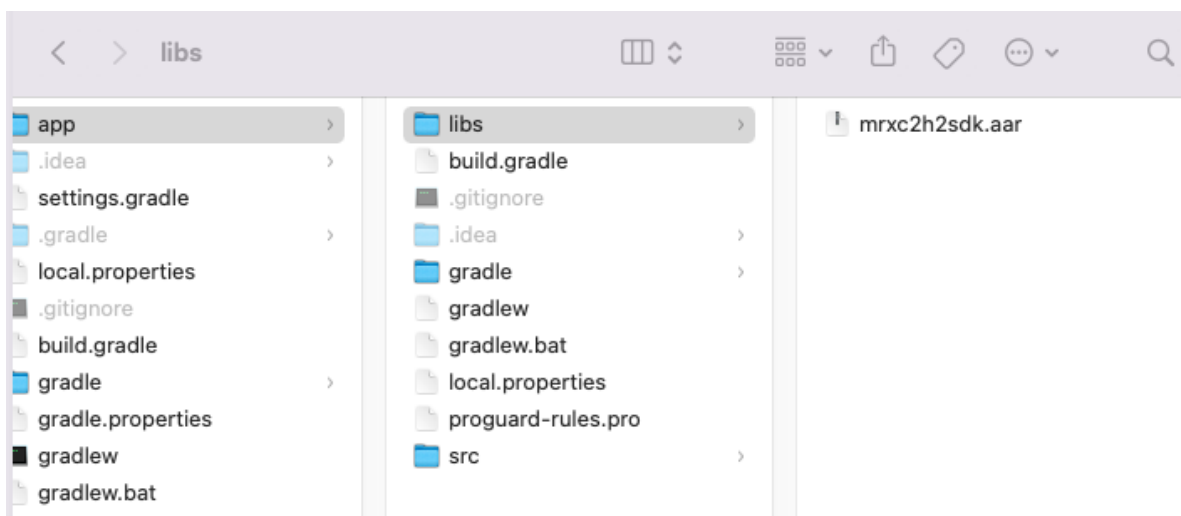 libs
app
.idea
settings.gradle
.gradle
local.properties
.gitignore
build.gradle
gradle
gradle.properties
gradlew
gradlew.bat
libs
build.gradle
.gitignore
.idea
gradle
gradlew
gradlew.bat
local.properties
proguard-rules.pro
src
mrxc2h2sdk.aar